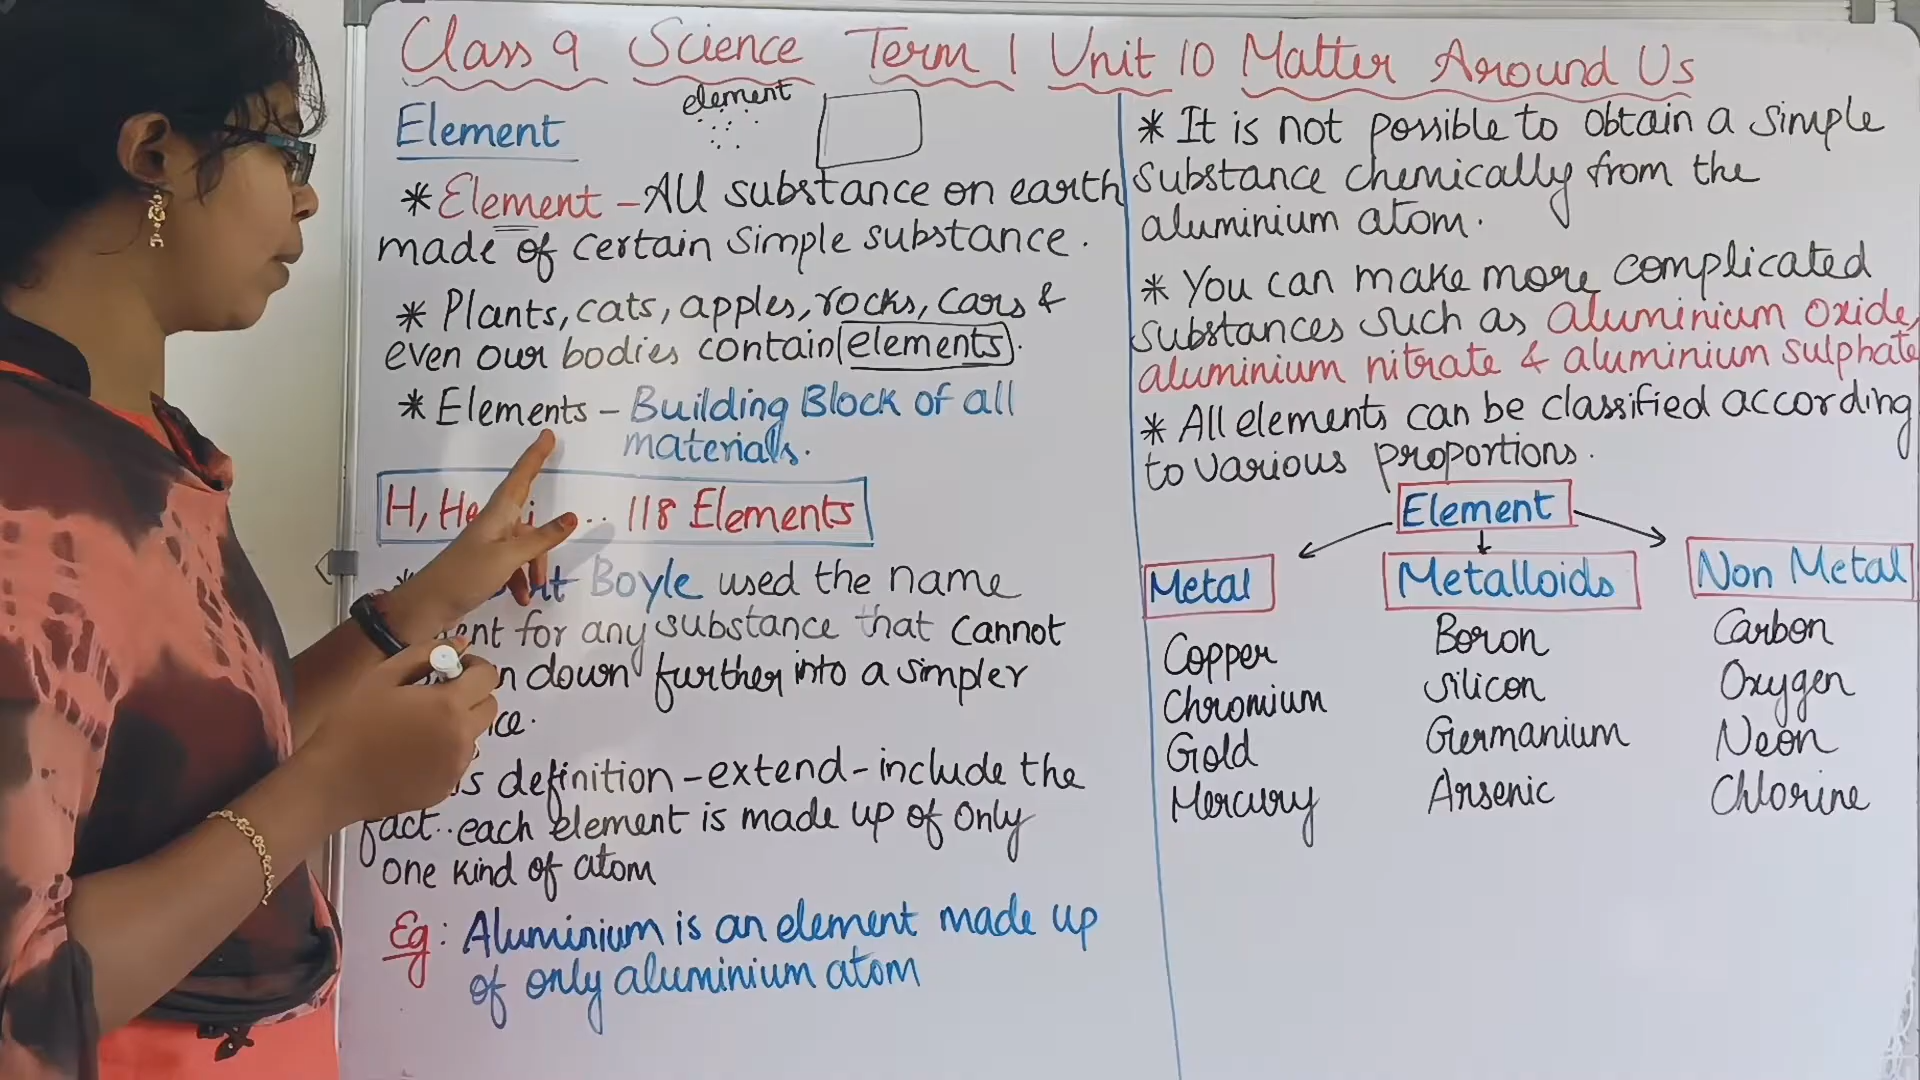 Class 9 Science Term 1 Unit 10 Matter Around Us
element
Element
* Element – All substance on earth
made of certain simple substance.
* Plants, cats, apples, rocks, cars &
even our bodies contain elements.
* Elements – Building Block of all
materials.
H, He ... 118 Elements
Boyle used the name
for any substance that cannot
down further into a simpler
is definition – extend – include the
fact.. each element is made up of only
one kind of atom
Eg: Aluminium is an element made up
of only aluminium atom
* It is not possible to obtain a simple
substance chemically from the
aluminium atom.
* You can make more complicated
substances such as aluminium oxide,
aluminium nitrate & aluminium sulphate
* All elements can be classified according
to various proportions.
Element
Metal Metalloids Non Metal
Copper Boron Carbon
Chromium Silicon Oxygen
Gold Germanium Neon
Mercury Arsenic Chlorine